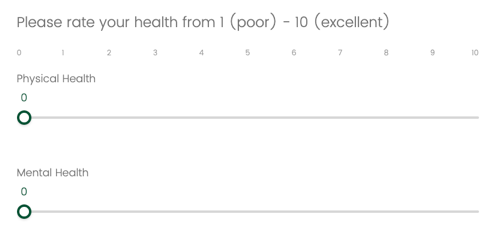 Please rate your health from 1 (poor) - 10 (excellent)
0 1 2 3 4 5 6 7 8 9 10
Physical Health
0
Mental Health
0